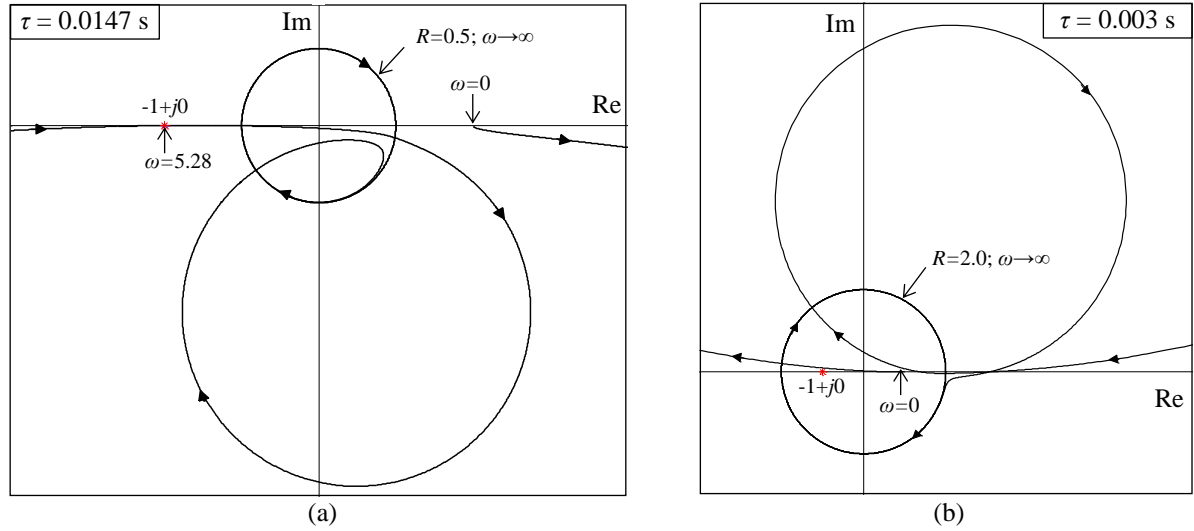 τ = 0.0147 s
Im
R=0.5; ω→∞
ω=0
Re
-1+j0
ω=5.28
(a)
Im
τ = 0.003 s
R=2.0; ω→∞
-1+j0
ω=0
Re
(b)